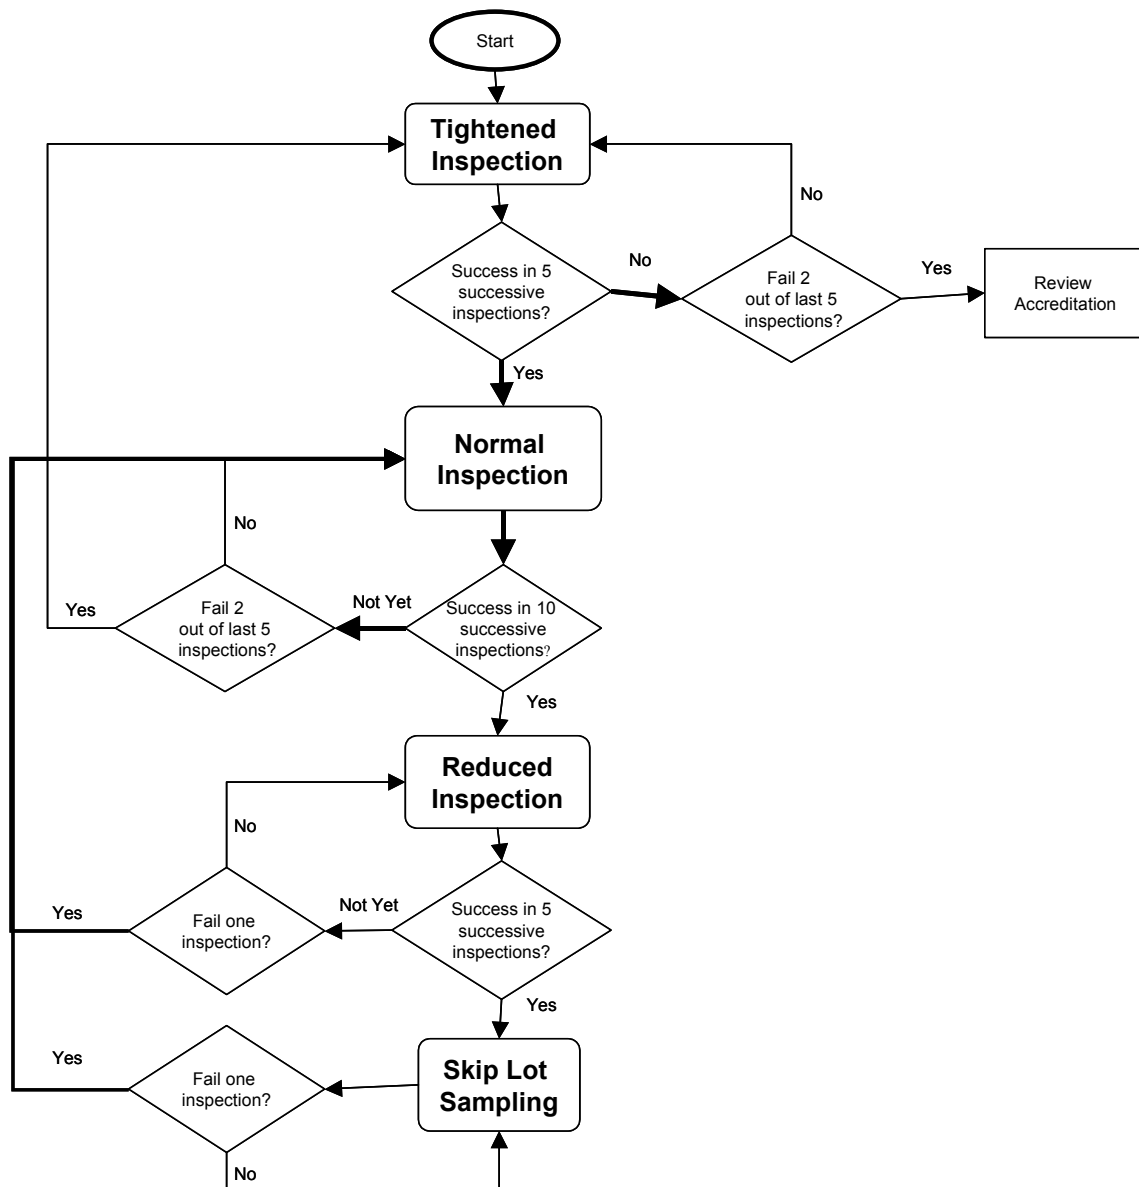 Start
Tightened
Inspection
No
Success in 5
successive
inspections?
No
Fail 2
out of last 5
inspections?
Yes
Review
Accreditation
Yes
Normal
Inspection
No
Yes
Fail 2
out of last 5
inspections?
Not Yet
Success in 10
successive
inspections?
Yes
Reduced
Inspection
No
Yes
Fail one
inspection?
Not Yet
Success in 5
successive
inspections?
Yes
Yes
Fail one
inspection?
Skip Lot
Sampling
No